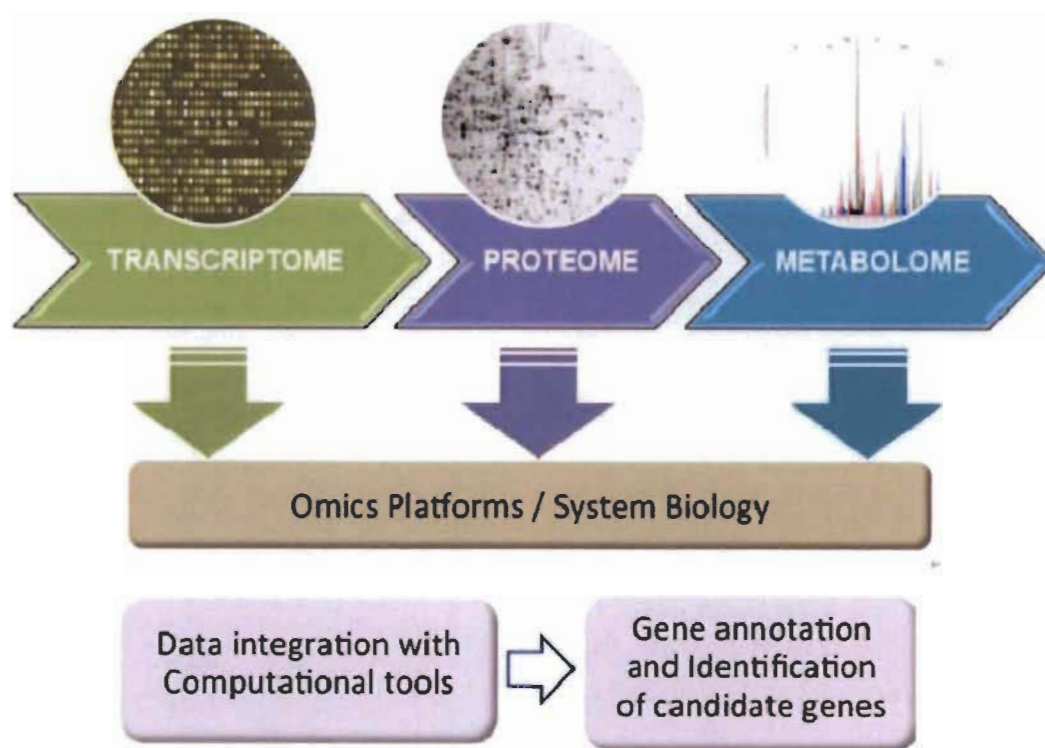 TRANSCRIPTOME
PROTEOME
METABOLOME
Omics Platforms / System Biology
Data integration with
Computational tools
Gene annotation
and Identification
of candidate genes